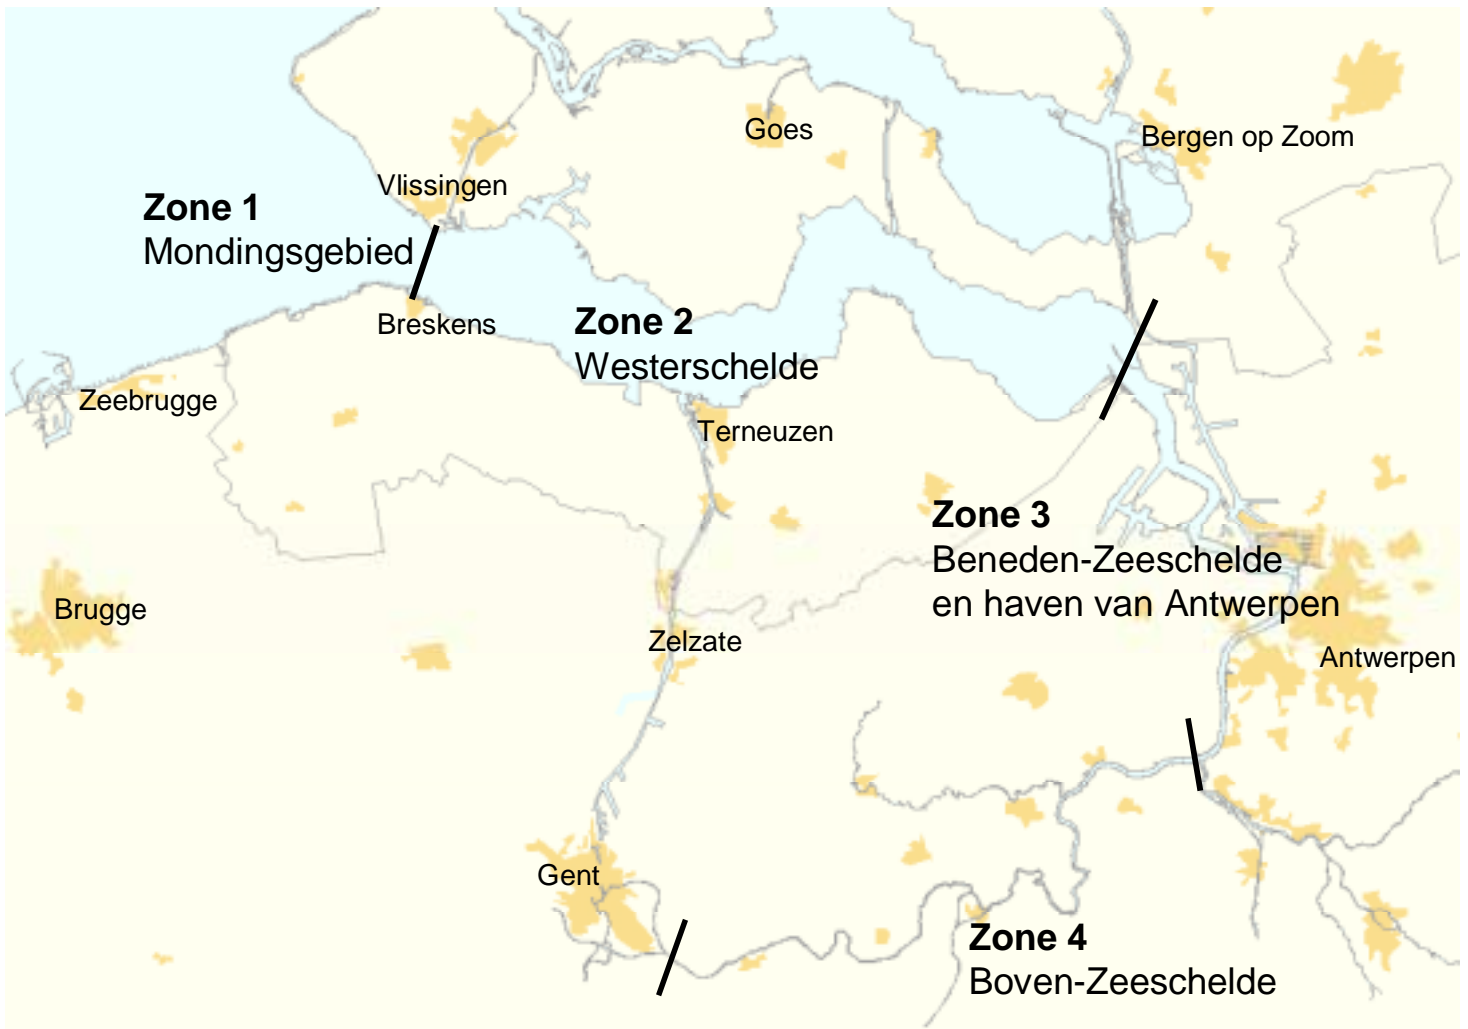 Goes
Bergen op Zoom
Vlissingen
Zone 1
Mondingsgebied
Breskens
Zone 2
Westerschelde
Zeebrugge
Terneuzen
Zone 3
Beneden-Zeeschelde
en haven van Antwerpen
Brugge
Zelzate
Antwerpen
Gent
Zone 4
Boven-Zeeschelde